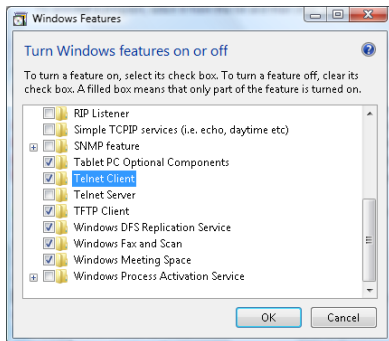 Windows Features
Turn Windows features on or off
To turn a feature on, select its check box. To turn a feature off, clear its
check box. A filled box means that only part of the feature is turned on.
RIP Listener
Simple TCPIP services (i.e. echo, daytime etc)
SNMP feature
Tablet PC Optional Components
Telnet Client
Telnet Server
TFTP Client
Windows DFS Replication Service
Windows Fax and Scan
Windows Meeting Space
Windows Process Activation Service
OK
Cancel